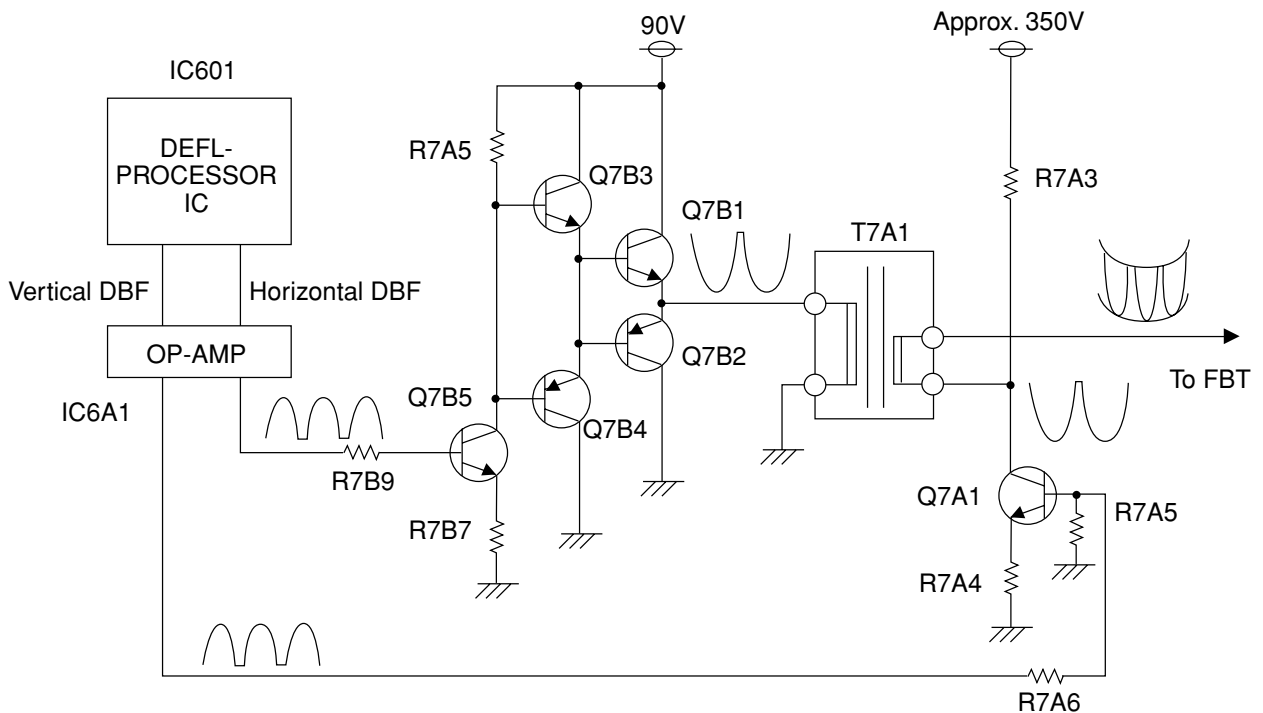 90V
Approx. 350V
IC601
DEFL-
PROCESSOR
IC
R7A5
Q7B3
Q7B1
T7A1
R7A3
Vertical DBF
Horizontal DBF
OP-AMP
IC6A1
Q7B5
Q7B4
Q7B2
To FBT
R7B9
R7B7
Q7A1
R7A5
R7A4
R7A6